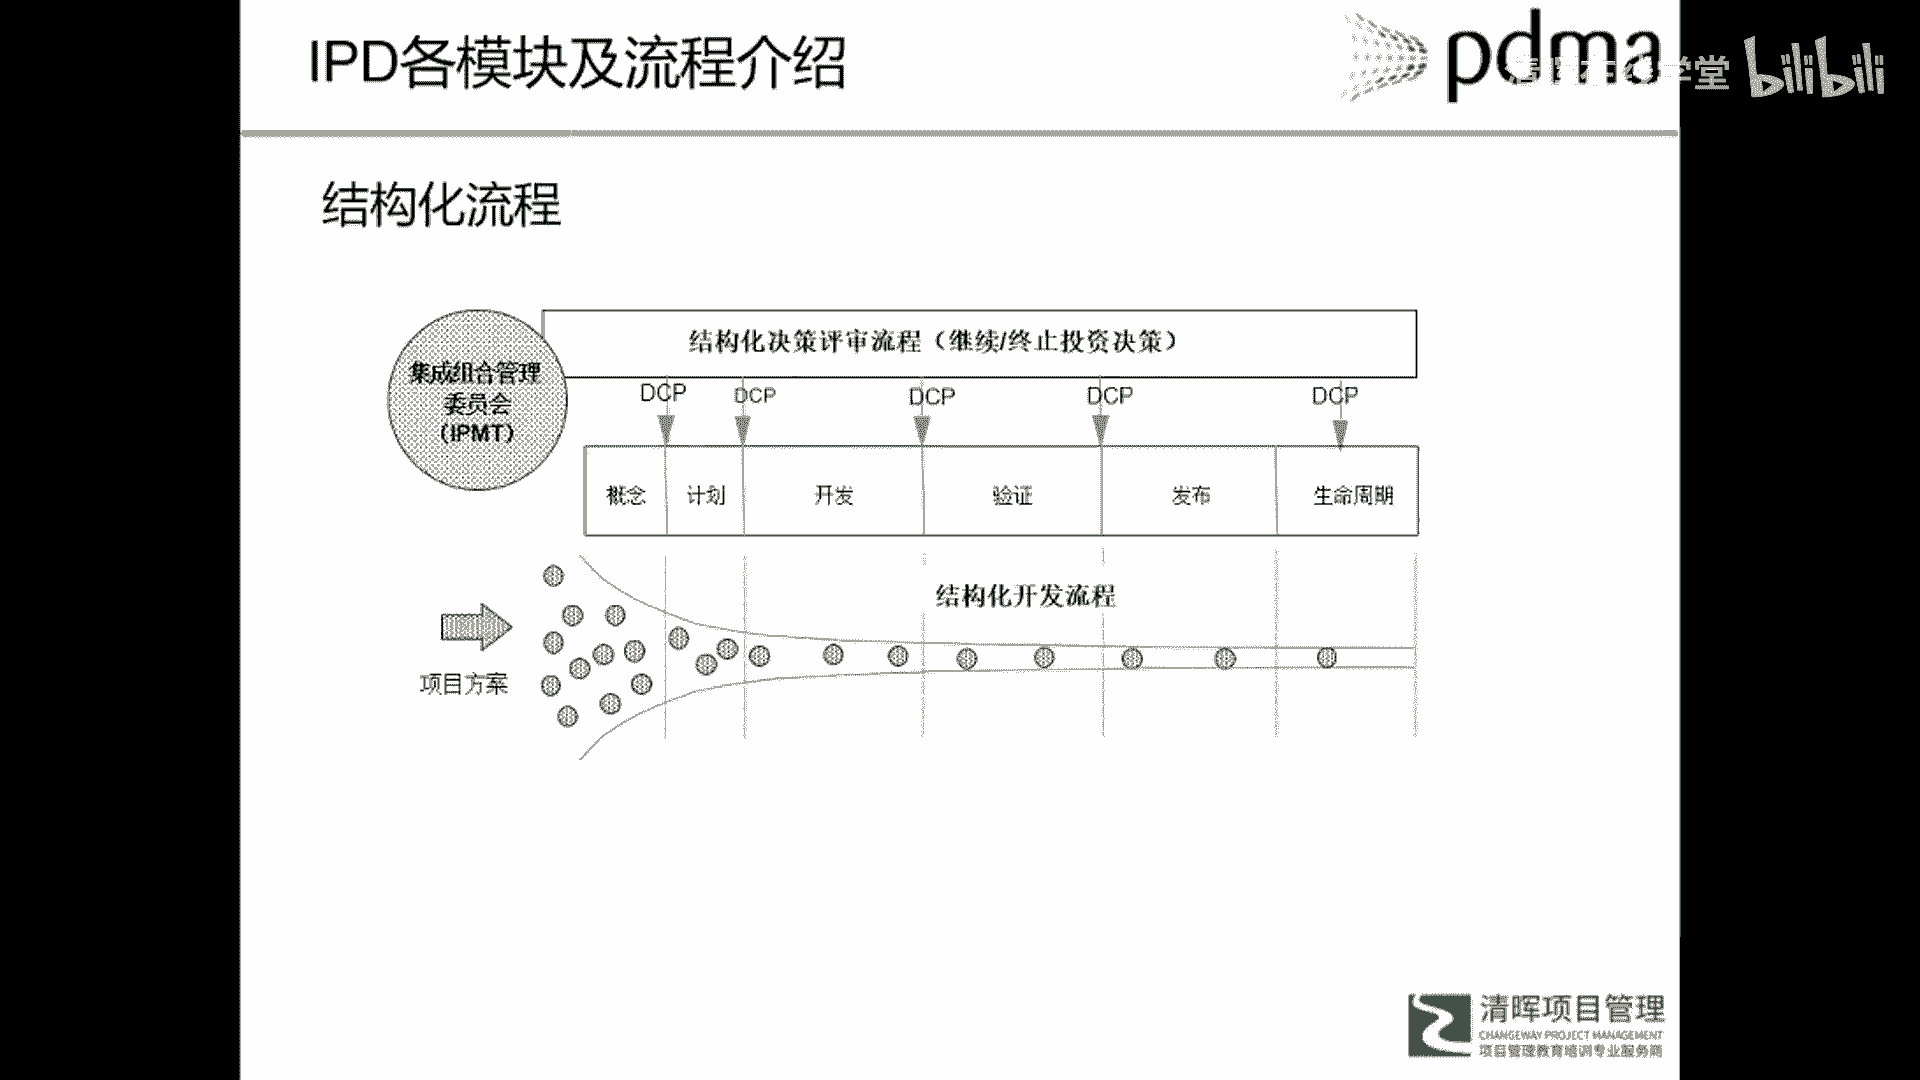 IPD各模块及流程介绍
pdma
学堂 bilibili
结构化流程
结构化决策评审流程（继续/终止投资决策）
集成组合管理
委员会
（IPMT）
DCP DCP DCP DCP DCP
概念 计划 开发 验证 发布 生命周期
结构化开发流程
项目方案
清晖项目管理
CHANGEWAY PROJECT MANAGEMENT
项目管理教育培训专业服务商